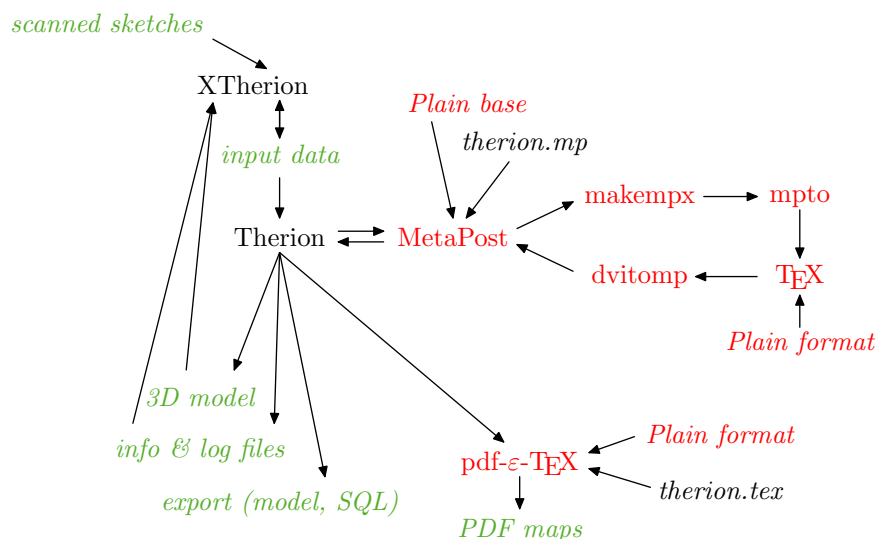 scanned sketches
XTherion
Plain base
therion.mp
input data
makempx
mpto
Therion
MetaPost
dvitomp
TEX
Plain format
3D model
info & log files
Plain format
pdf-ε-TEX
therion.tex
export (model, SQL)
PDF maps